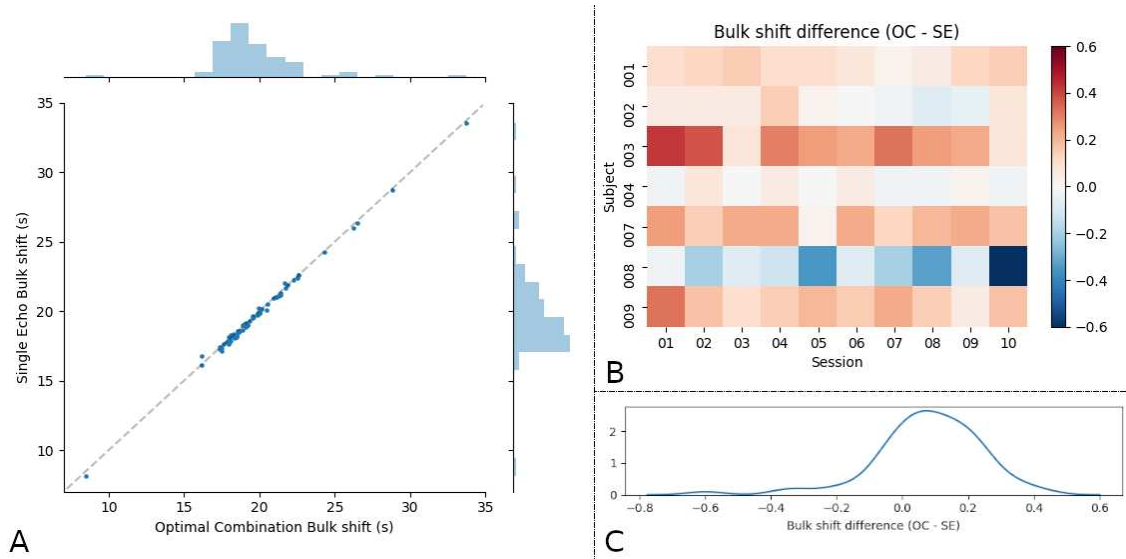 35
30
25
20
15
10
Single Echo Bulk shift (s)
10 15 20 25 30 35
Optimal Combination Bulk shift (s)
A
Bulk shift difference (OC - SE)
001
002
003
004
007
008
009
Subject
01 02 03 04 05 06 07 08 09 10
Session
0.6
0.4
0.2
0.0
−0.2
−0.4
−0.6
B
2
1
0
−0.8 −0.6 −0.4 −0.2 0.0 0.2 0.4 0.6
Bulk shift difference (OC - SE)
C